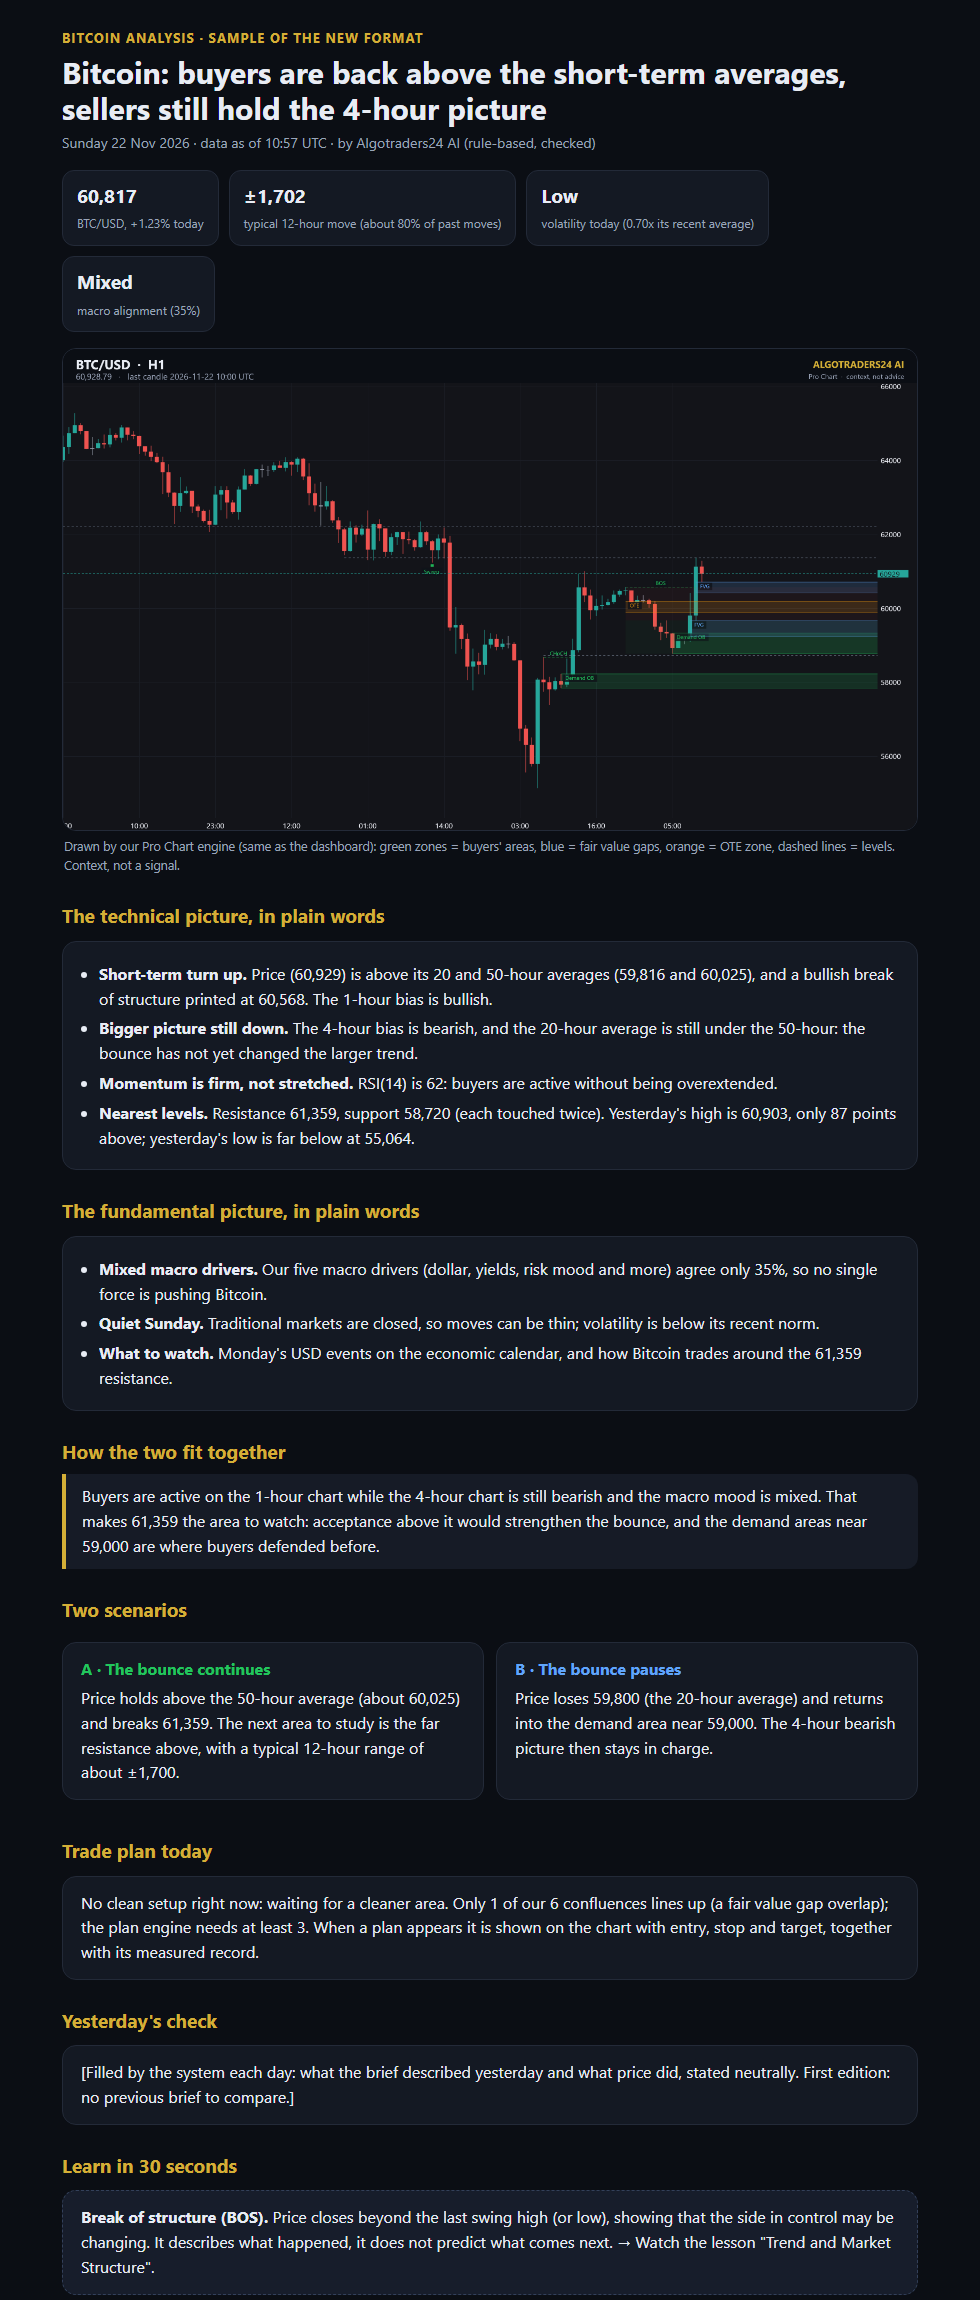 BITCOIN ANALYSIS · SAMPLE OF THE NEW FORMAT
Bitcoin: buyers are back above the short-term averages,
sellers still hold the 4-hour picture
Sunday 22 Nov 2026 · data as of 10:57 UTC · by Algotraders24 AI (rule-based, checked)
60,817
BTC/USD, +1.23% today
±1,702
typical 12-hour move (about 80% of past moves)
Low
volatility today (0.70x its recent average)
Mixed
macro alignment (35%)
BTC/USD · H1
60,928.79 · last candle 2026-11-22 10:00 UTC
ALGOTRADERS24 AI
Pro Chart · context, not advice
66000
64000
62000
60929
60000
58000
56000
BOS
FVG
OTE
FVG
Demand OB
CHoCH
Demand OB
10:00
23:00
12:00
01:00
14:00
03:00
16:00
05:00
Drawn by our Pro Chart engine (same as the dashboard): green zones = buyers' areas, blue = fair value gaps, orange = OTE zone, dashed lines = levels.
Context, not a signal.
The technical picture, in plain words
• Short-term turn up. Price (60,929) is above its 20 and 50-hour averages (59,816 and 60,025), and a bullish break
of structure printed at 60,568. The 1-hour bias is bullish.
• Bigger picture still down. The 4-hour bias is bearish, and the 20-hour average is still under the 50-hour: the
bounce has not yet changed the larger trend.
• Momentum is firm, not stretched. RSI(14) is 62: buyers are active without being overextended.
• Nearest levels. Resistance 61,359, support 58,720 (each touched twice). Yesterday's high is 60,903, only 87 points
above; yesterday's low is far below at 55,064.
The fundamental picture, in plain words
• Mixed macro drivers. Our five macro drivers (dollar, yields, risk mood and more) agree only 35%, so no single
force is pushing Bitcoin.
• Quiet Sunday. Traditional markets are closed, so moves can be thin; volatility is below its recent norm.
• What to watch. Monday's USD events on the economic calendar, and how Bitcoin trades around the 61,359
resistance.
How the two fit together
Buyers are active on the 1-hour chart while the 4-hour chart is still bearish and the macro mood is mixed. That
makes 61,359 the area to watch: acceptance above it would strengthen the bounce, and the demand areas near
59,000 are where buyers defended before.
Two scenarios
A · The bounce continues
Price holds above the 50-hour average (about 60,025)
and breaks 61,359. The next area to study is the far
resistance above, with a typical 12-hour range of
about ±1,700.
B · The bounce pauses
Price loses 59,800 (the 20-hour average) and returns
into the demand area near 59,000. The 4-hour bearish
picture then stays in charge.
Trade plan today
No clean setup right now: waiting for a cleaner area. Only 1 of our 6 confluences lines up (a fair value gap overlap);
the plan engine needs at least 3. When a plan appears it is shown on the chart with entry, stop and target, together
with its measured record.
Yesterday's check
[Filled by the system each day: what the brief described yesterday and what price did, stated neutrally. First edition:
no previous brief to compare.]
Learn in 30 seconds
Break of structure (BOS). Price closes beyond the last swing high (or low), showing that the side in control may be
changing. It describes what happened, it does not predict what comes next. → Watch the lesson "Trend and Market
Structure".